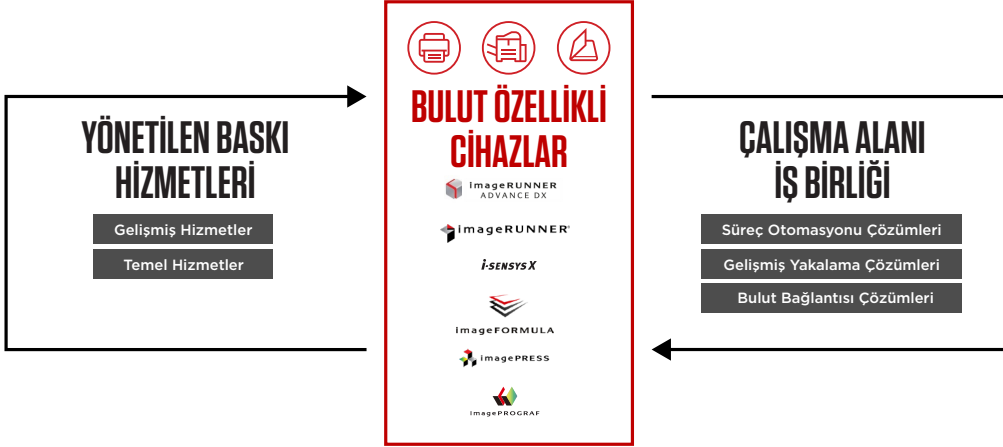 YÖNETİLEN BASKI
HİZMETLERİ
Gelişmiş Hizmetler
Temel Hizmetler
BULUT ÖZELLİKLİ
CİHAZLAR
imageRUNNER
ADVANCE DX
imageRUNNER®
i-SENSYS X
imageFORMULA
imagePRESS
imagePROGRAF
ÇALIŞMA ALANI
İŞ BİRLİĞİ
Süreç Otomasyonu Çözümleri
Gelişmiş Yakalama Çözümleri
Bulut Bağlantısı Çözümleri